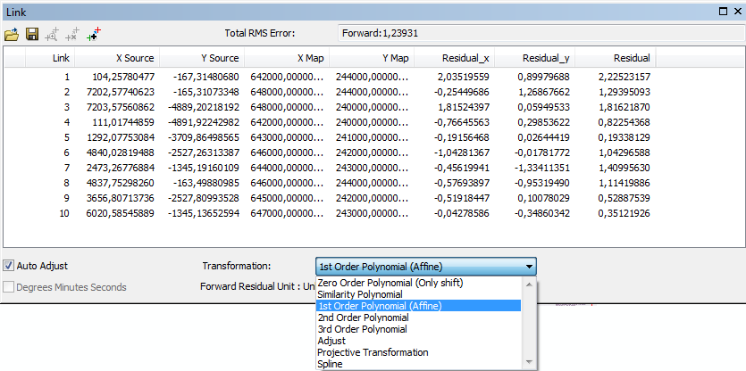 Link
Total RMS Error: Forward:1,23931
Link X Source Y Source X Map Y Map Residual_x Residual_y Residual
1 104,25780477 -167,31480680 642000,00000... 244000,00000... 2,03519559 0,89979688 2,22523157
2 7202,57740623 -165,31073348 648000,00000... 244000,00000... -0,25449686 1,26867662 1,29395093
3 7203,57560862 -4889,20218192 648000,00000... 240000,00000... 1,81524397 0,05949533 1,81621870
4 111,01744859 -4891,92242982 642000,00000... 240000,00000... -0,76645563 0,29853622 0,82254368
5 1292,07753084 -3709,86498565 643000,00000... 241000,00000... -0,19156468 0,02644419 0,19338129
6 4840,02819488 -2527,26313387 646000,00000... 242000,00000... -1,04281367 -0,01781772 1,04296588
7 2473,26776884 -1345,19160109 644000,00000... 243000,00000... -0,45619941 -1,33411351 1,40995630
8 4837,75298260 -163,49880985 646000,00000... 244000,00000... -0,57693897 -0,95319490 1,11419886
9 3656,80713736 -2527,80993528 645000,00000... 242000,00000... -0,51918447 0,10078029 0,52887539
10 6020,58545889 -1345,13652594 647000,00000... 243000,00000... -0,04278586 -0,34860342 0,35121926
Auto Adjust Transformation: 1st Order Polynomial (Affine)
Degrees Minutes Seconds Forward Residual Unit : Un
Zero Order Polynomial (Only shift)
Similarity Polynomial
1st Order Polynomial (Affine)
2nd Order Polynomial
3rd Order Polynomial
Adjust
Projective Transformation
Spline